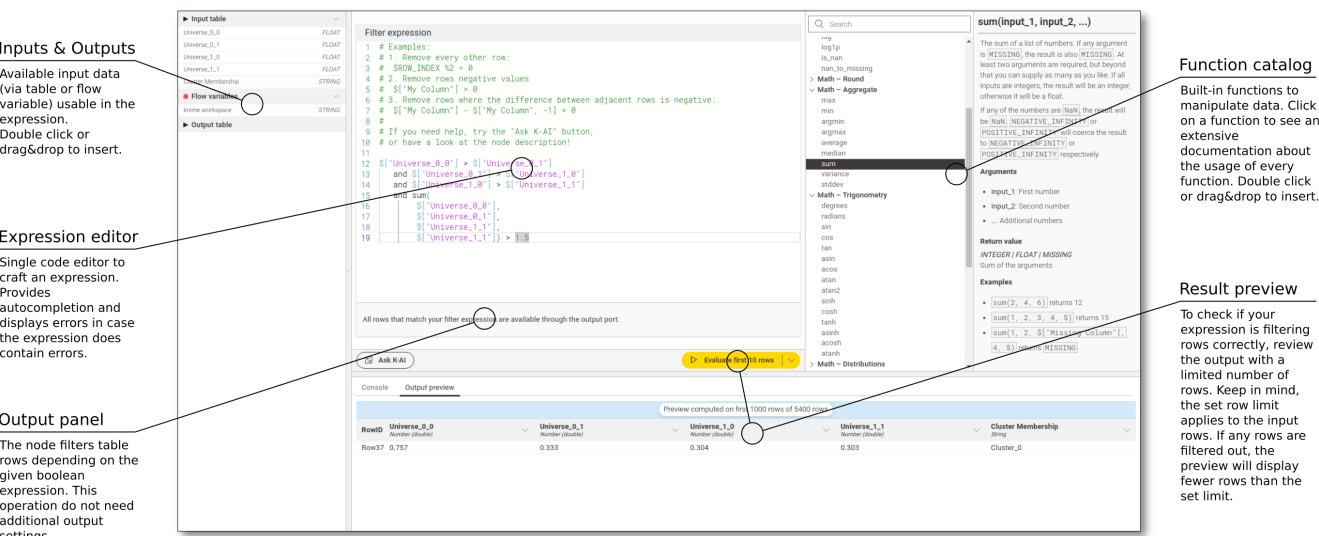 Inputs & Outputs
Available input data
(via table or flow
variable) usable in the
expression.
Double click or
drag&drop to insert.
Expression editor
Single code editor to
craft an expression.
Provides
autocompletion and
displays errors in case
the expression does
contain errors.
Output panel
The node filters table
rows depending on the
given boolean
expression. This
operation do not need
additional output
settings.
▶ Input table
Universe_0_0 FLOAT
Universe_0_1 FLOAT
Universe_1_0 FLOAT
Universe_1_1 FLOAT
Cluster Membership STRING
Flow variables
knime.workspace STRING
▶ Output table
Filter expression
1 # Examples:
2 # 1. Remove every other row:
3 #  $ROW_INDEX %2 = 0
4 # 2. Remove rows negative values
5 #  $["My Column"] > 0
6 # 3. Remove rows where the difference between adjacent rows is negative:
7 #  $["My Column"] - $["My Column", -1] > 0
8 #
9 # If you need help, try the "Ask K-AI" button,
10 # or have a look at the node description!
11
12 $["Universe_0_0"] > $["Universe_0_1"]
13 and $["Universe_0_1"] > $["Universe_1_0"]
14 and $["Universe_1_0"] > $["Universe_1_1"]
15 and sum(
16 $["Universe_0_0"],
17 $["Universe_0_1"],
18 $["Universe_1_0"],
19 $["Universe_1_1"]) > 1.5
All rows that match your filter expression are available through the output port.
Ask K-AI
Evaluate first 10 rows
Search
log
log1p
is_nan
nan_to_missing
Math – Round
Math – Aggregate
max
min
argmin
argmax
average
median
sum
variance
stddev
Math – Trigonometry
degrees
radians
sin
cos
tan
asin
acos
atan
atan2
sinh
cosh
tanh
asinh
acosh
atanh
Math – Distributions
sum(input_1, input_2, ...)
The sum of a list of numbers. If any argument
is MISSING, the result is also MISSING. At
least two arguments are required, but beyond
that you can supply as many as you like. If all
inputs are integers, the result will be an integer,
otherwise it will be a float.
If any of the numbers are NaN, the result will
be NaN. NEGATIVE_INFINITY or
POSITIVE_INFINITY will coerce the result
to NEGATIVE_INFINITY or
POSITIVE_INFINITY respectively.
Arguments
• input_1: First number
• input_2: Second number
• ...: Additional numbers
Return value
INTEGER | FLOAT | MISSING
Sum of the arguments
Examples
• sum(2, 4, 6) returns 12
• sum(1, 2, 3, 4, 5) returns 15
• sum(1, 2, $["Missing Column"],
4, 5) returns MISSING
Console Output preview
Preview computed on first 1000 rows of 5400 rows
RowID Universe_0_0 Universe_0_1 Universe_1_0 Universe_1_1 Cluster Membership
Number (double) Number (double) Number (double) Number (double) String
Row37 0.757 0.333 0.304 0.303 Cluster_0
Function catalog
Built-in functions to
manipulate data. Click
on a function to see an
extensive
documentation about
the usage of every
function. Double click
or drag&drop to insert.
Result preview
To check if your
expression is filtering
rows correctly, review
the output with a
limited number of
rows. Keep in mind,
the set row limit
applies to the input
rows. If any rows are
filtered out, the
preview will display
fewer rows than the
set limit.